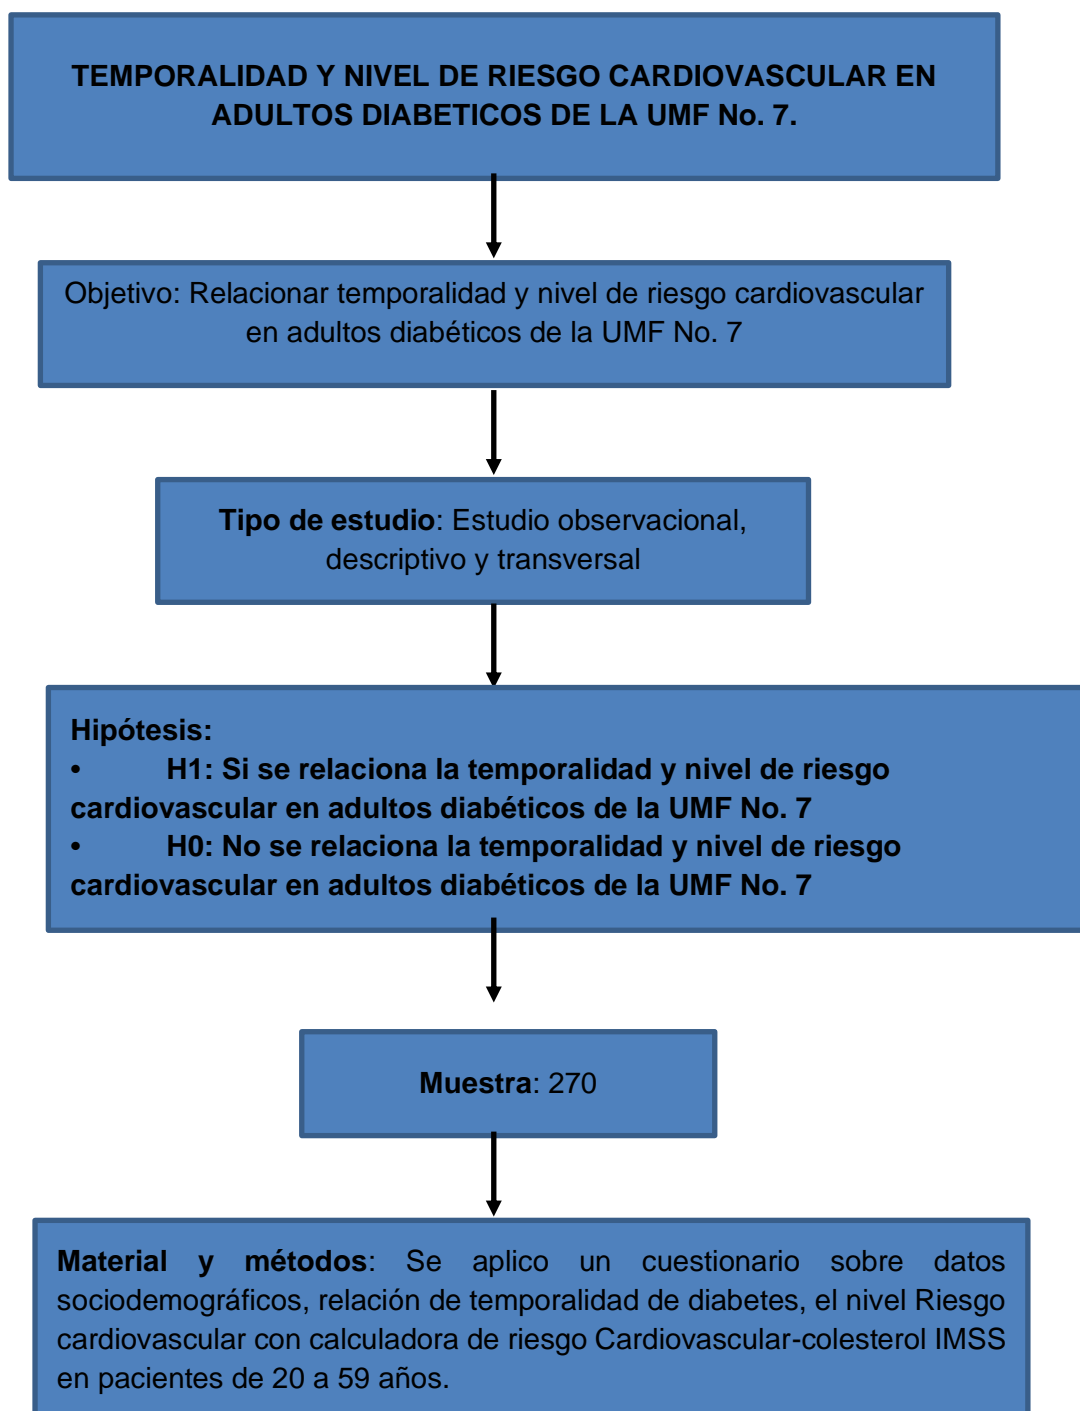 TEMPORALIDAD Y NIVEL DE RIESGO CARDIOVASCULAR EN
ADULTOS DIABETICOS DE LA UMF No. 7.
Objetivo: Relacionar temporalidad y nivel de riesgo cardiovascular
en adultos diabéticos de la UMF No. 7
Tipo de estudio: Estudio observacional,
descriptivo y transversal
Hipótesis:
• H1: Si se relaciona la temporalidad y nivel de riesgo
cardiovascular en adultos diabéticos de la UMF No. 7
• H0: No se relaciona la temporalidad y nivel de riesgo
cardiovascular en adultos diabéticos de la UMF No. 7
Muestra: 270
Material y métodos: Se aplico un cuestionario sobre datos
sociodemográficos, relación de temporalidad de diabetes, el nivel Riesgo
cardiovascular con calculadora de riesgo Cardiovascular-colesterol IMSS
en pacientes de 20 a 59 años.